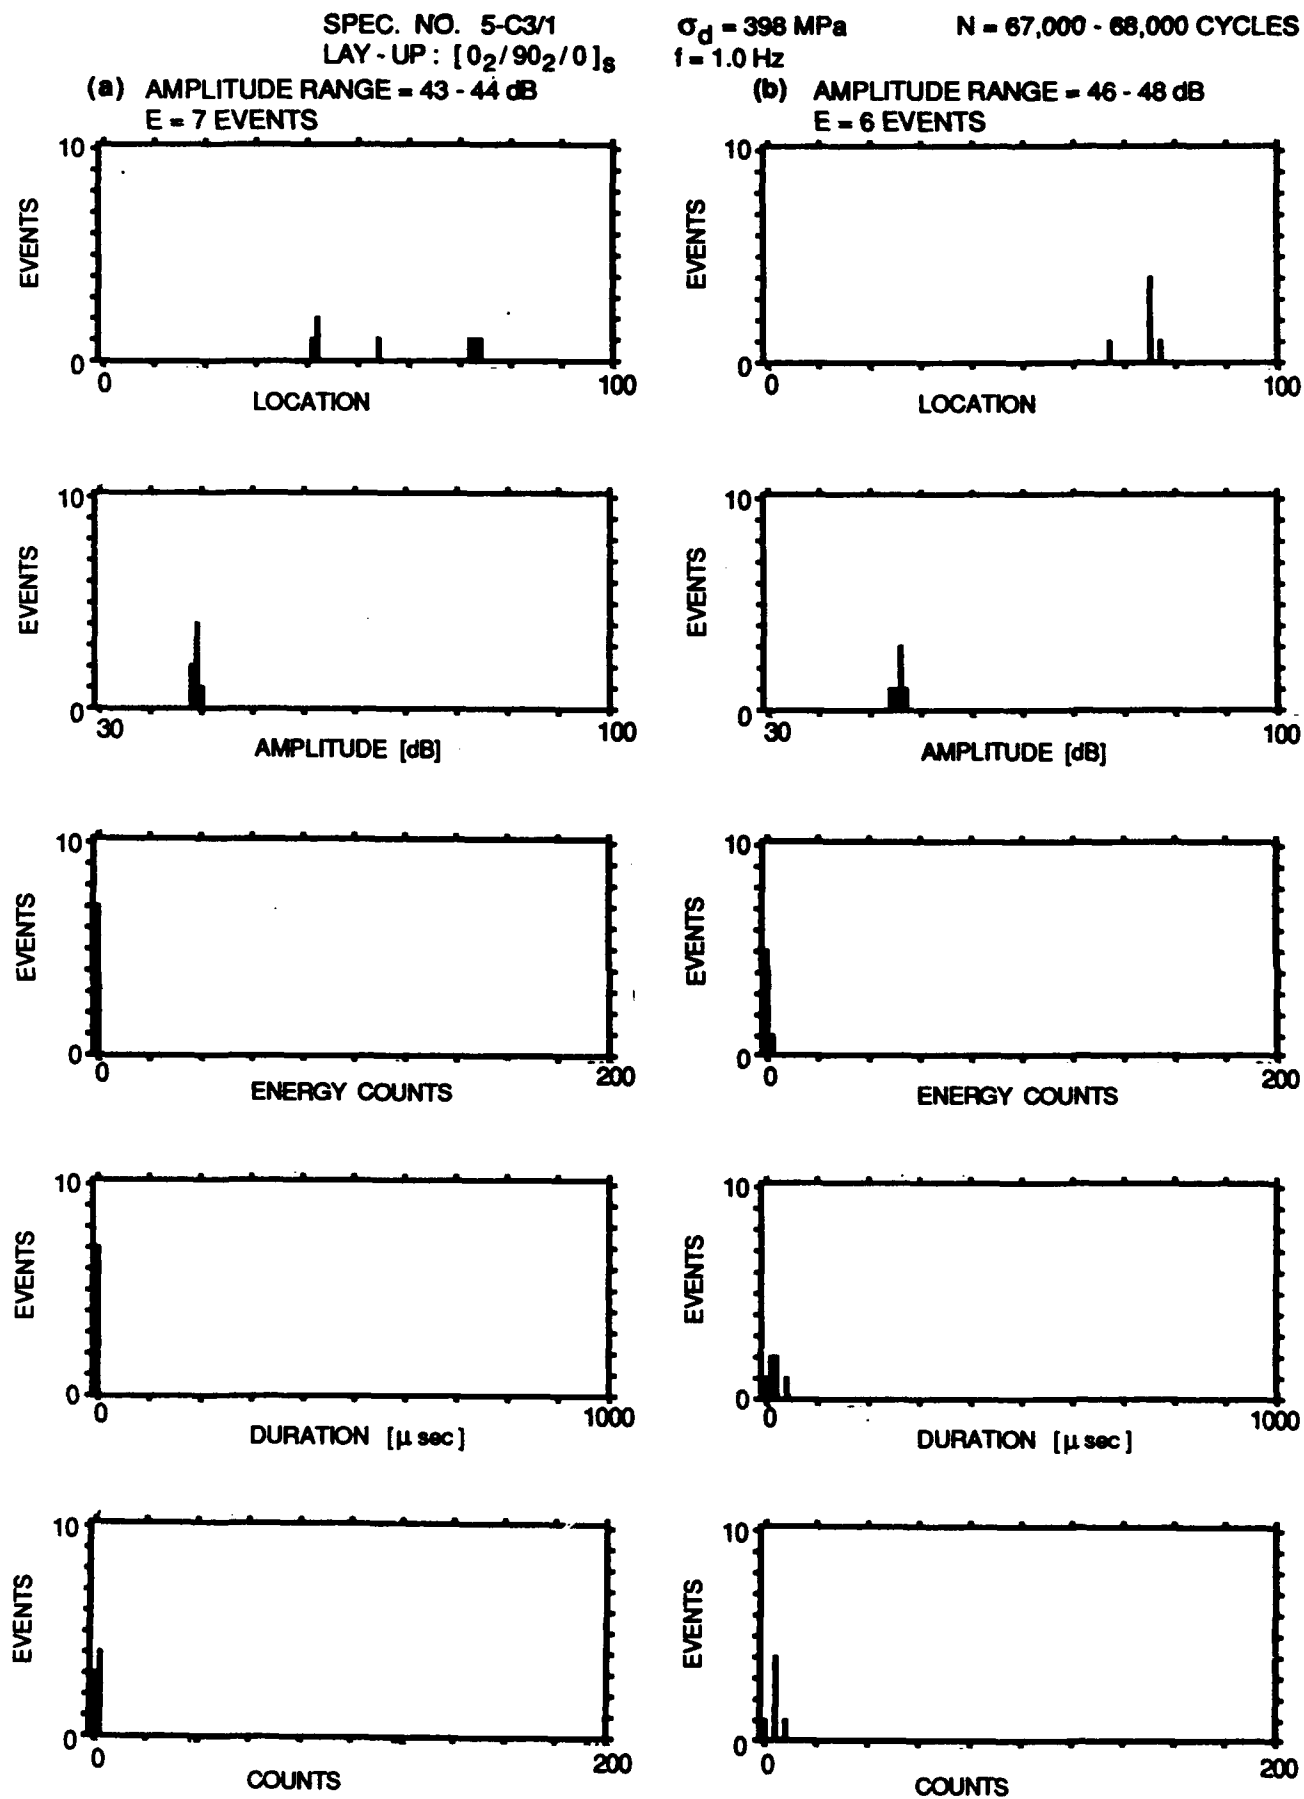 SPEC. NO. 5-C3/1 σd = 398 MPa N = 67,000 - 68,000 CYCLES
LAY - UP : [0₂/90₂/0]s f = 1.0 Hz
(a) AMPLITUDE RANGE = 43 - 44 dB
E = 7 EVENTS
(b) AMPLITUDE RANGE = 46 - 48 dB
E = 6 EVENTS
10
EVENTS
0
0 100
LOCATION
10
EVENTS
0
0 100
LOCATION
10
EVENTS
0
30 100
AMPLITUDE [dB]
10
EVENTS
0
30 100
AMPLITUDE [dB]
10
EVENTS
0
0 200
ENERGY COUNTS
10
EVENTS
0
0 200
ENERGY COUNTS
10
EVENTS
0
0 1000
DURATION [μ sec]
10
EVENTS
0
0 1000
DURATION [μ sec]
10
EVENTS
0
0 200
COUNTS
10
EVENTS
0
0 200
COUNTS